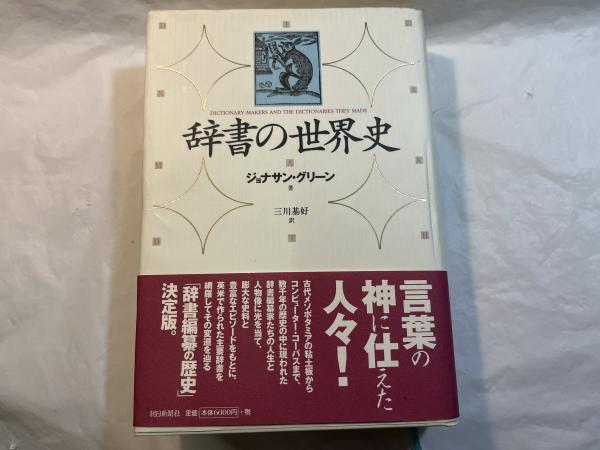 DICTIONARY-MAKERS AND THE DICTIONARIES THEY MADE
辞書の世界史
ジョナサン・グリーン
著
三川基好
訳
言葉の
神に仕えた
人々!
古代メソポタミアの粘土板から
コンピューター・コーパスまで、
数千年の歴史の中に現われた
辞書編纂家たちの人生と
人物像に光を当て、
膨大な史料と
豊富なエピソードをもとに、
英米で作られた主要辞書を
網羅してその変遷を辿る
「辞書編纂の歴史」
決定版。
朝日新聞社 定価 本体6000円 +税